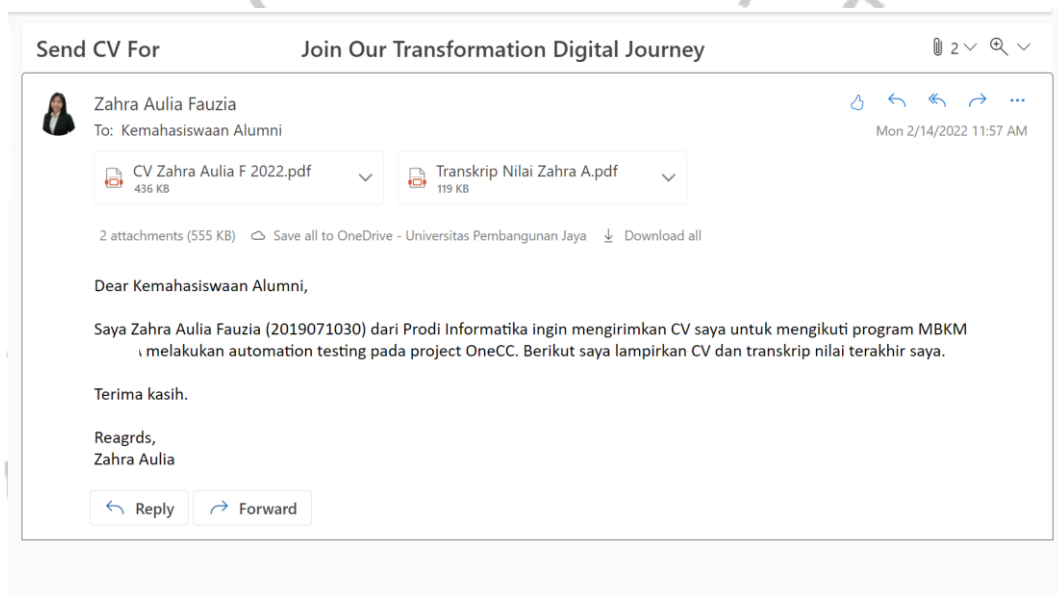 Send CV For Join Our Transformation Digital Journey
2
Zahra Aulia Fauzia
To: Kemahasiswaan Alumni
Mon 2/14/2022 11:57 AM
CV Zahra Aulia F 2022.pdf
436 KB
Transkrip Nilai Zahra A.pdf
119 KB
2 attachments (555 KB) Save all to OneDrive - Universitas Pembangunan Jaya Download all
Dear Kemahasiswaan Alumni,
Saya Zahra Aulia Fauzia (2019071030) dari Prodi Informatika ingin mengirimkan CV saya untuk mengikuti program MBKM
melakukan automation testing pada project OneCC. Berikut saya lampirkan CV dan transkrip nilai terakhir saya.
Terima kasih.
Reagrds,
Zahra Aulia
Reply Forward